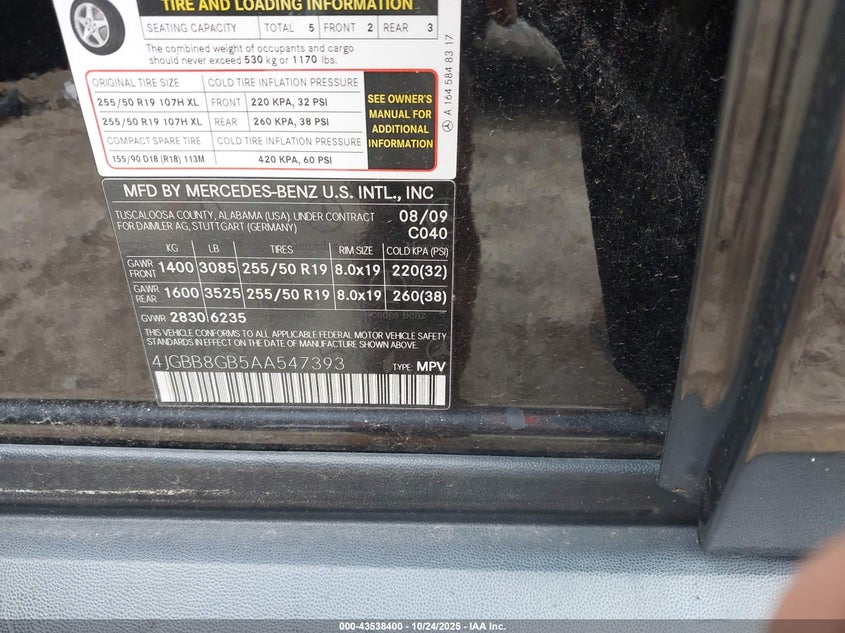 TIRE AND LOADING INFORMATION
SEATING CAPACITY TOTAL 5 FRONT 2 REAR 3
The combined weight of occupants and cargo
should never exceed 530 kg or 1170 lbs.
ORIGINAL TIRE SIZE COLD TIRE INFLATION PRESSURE
255/50 R19 107H XL FRONT 220 KPA, 32 PSI
255/50 R19 107H XL REAR 260 KPA, 38 PSI
COMPACT SPARE TIRE COLD TIRE INFLATION PRESSURE
155/90 D18 (R18) 113M 420 KPA, 60 PSI
SEE OWNER'S
MANUAL FOR
ADDITIONAL
INFORMATION
A 164 584 83 17
MFD BY MERCEDES-BENZ U.S. INTL., INC
TUSCALOOSA COUNTY, ALABAMA (USA). UNDER CONTRACT 08/09
FOR DAIMLER AG, STUTTGART (GERMANY) C040
KG LB TIRES RIM SIZE COLD KPA (PSI)
GAWR FRONT 1400 3085 255/50 R19 8.0x19 220(32)
GAWR REAR 1600 3525 255/50 R19 8.0x19 260(38)
GVWR 2830 6235
THIS VEHICLE CONFORMS TO ALL APPLICABLE FEDERAL MOTOR VEHICLE SAFETY
STANDARDS IN EFFECT ON THE DATE OF MANUFACTURE SHOWN ABOVE.
4JGBB8GB5AA547393 TYPE: MPV
000-43538400 - 10/24/2025 - IAA Inc.